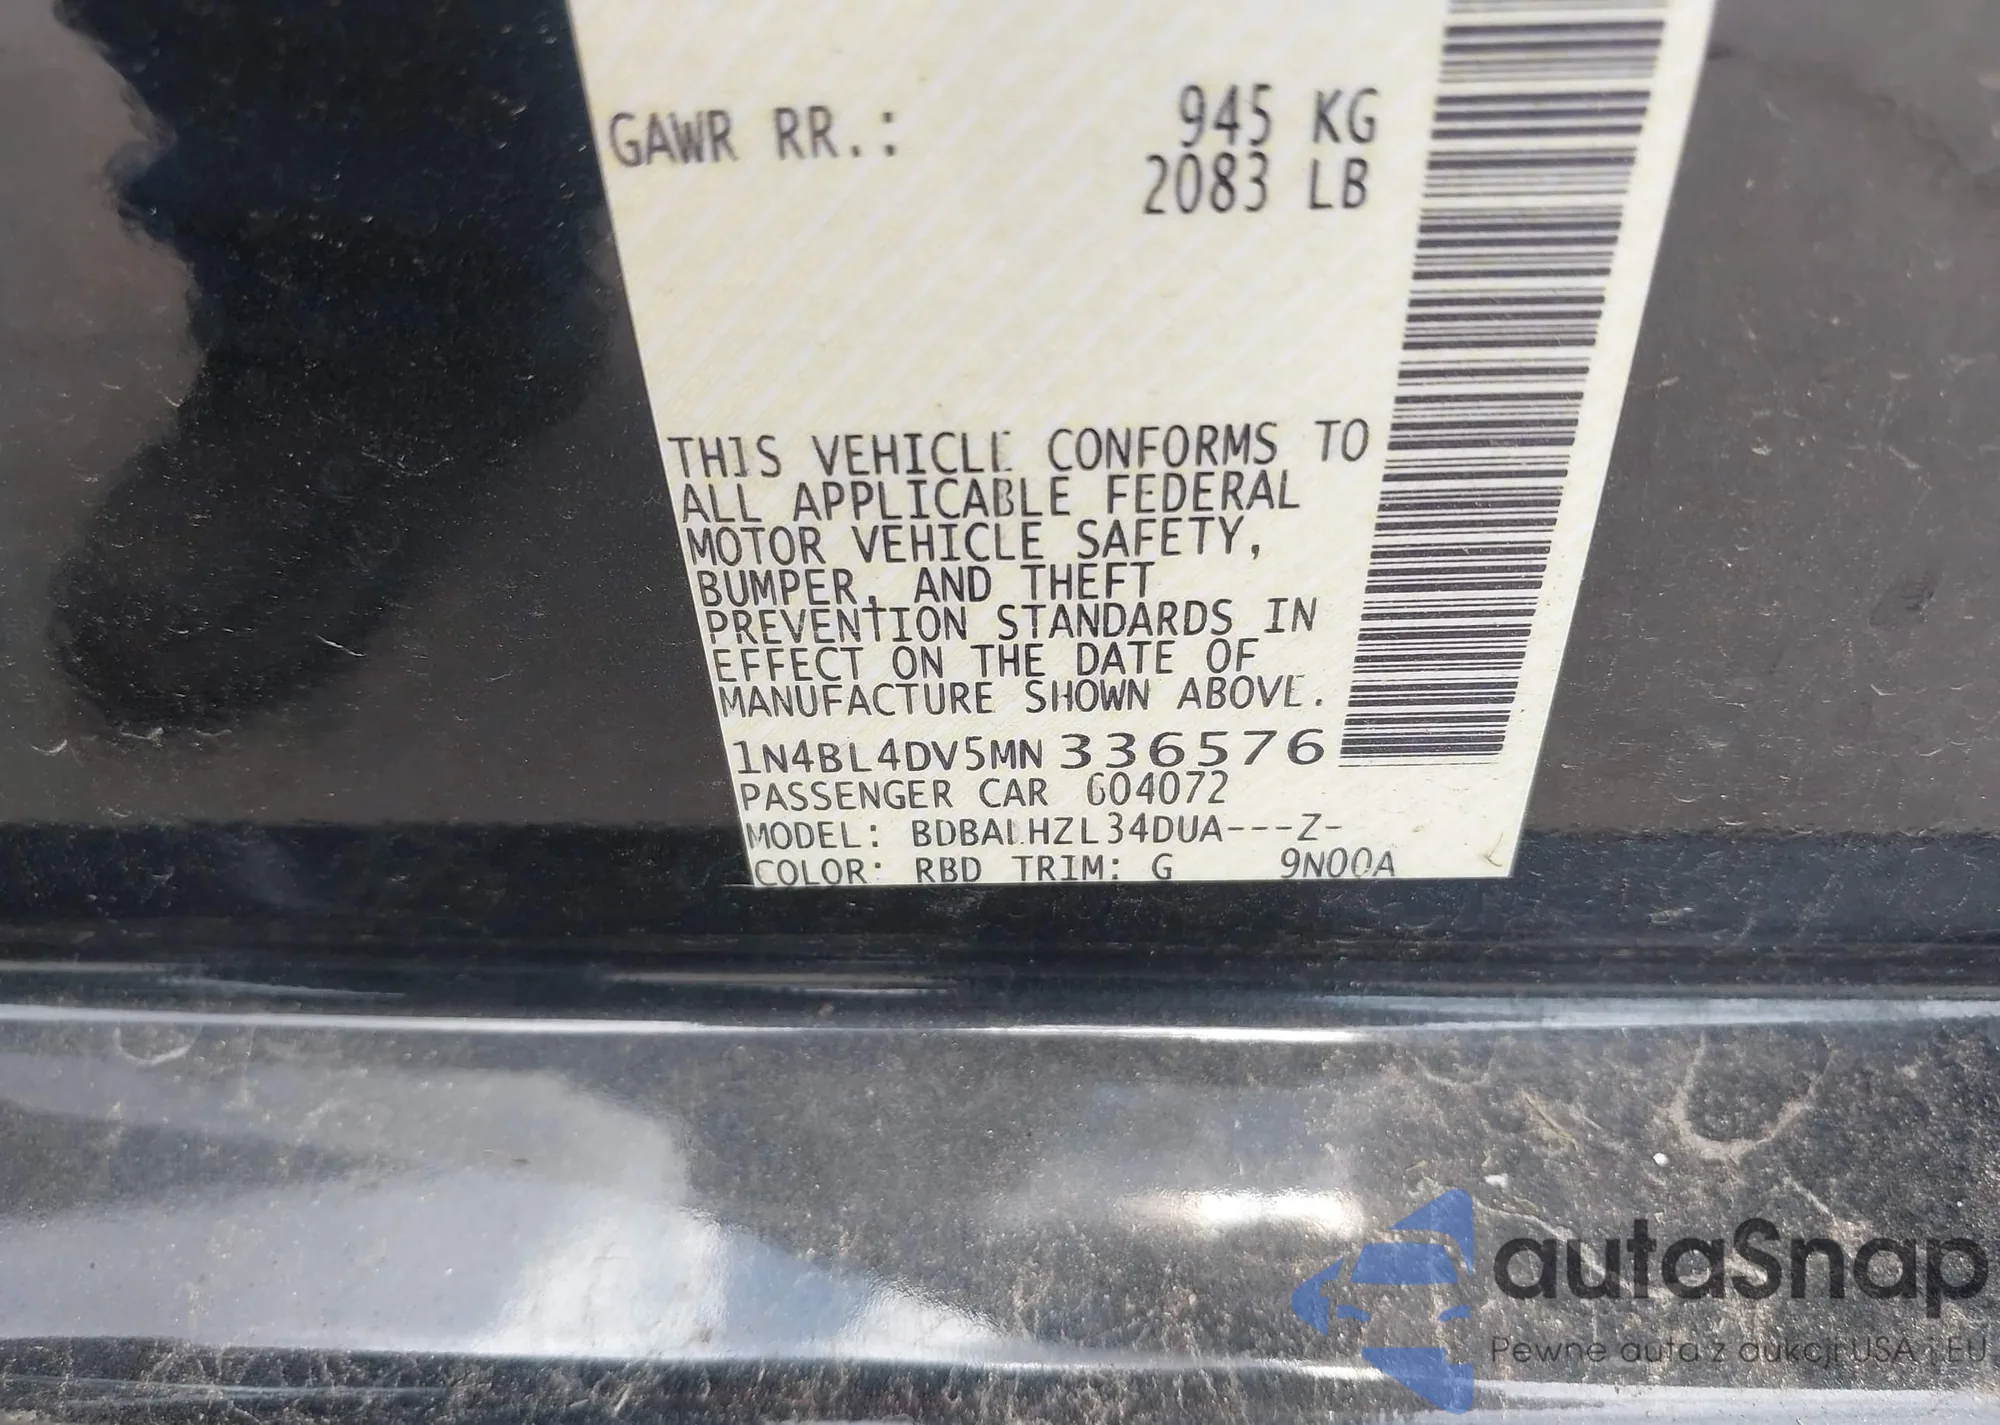 GAWR RR.: 945 KG
2083 LB
THIS VEHICLE CONFORMS TO
ALL APPLICABLE FEDERAL
MOTOR VEHICLE SAFETY,
BUMPER, AND THEFT
PREVENTION STANDARDS IN
EFFECT ON THE DATE OF
MANUFACTURE SHOWN ABOVE.
1N4BL4DV5MN336576
PASSENGER CAR 604072
MODEL: BDBALHZL34DUA---Z-
COLOR: RBD TRIM: G 9N00A
autaSnap
Pewne auta z aukcji USA i EU